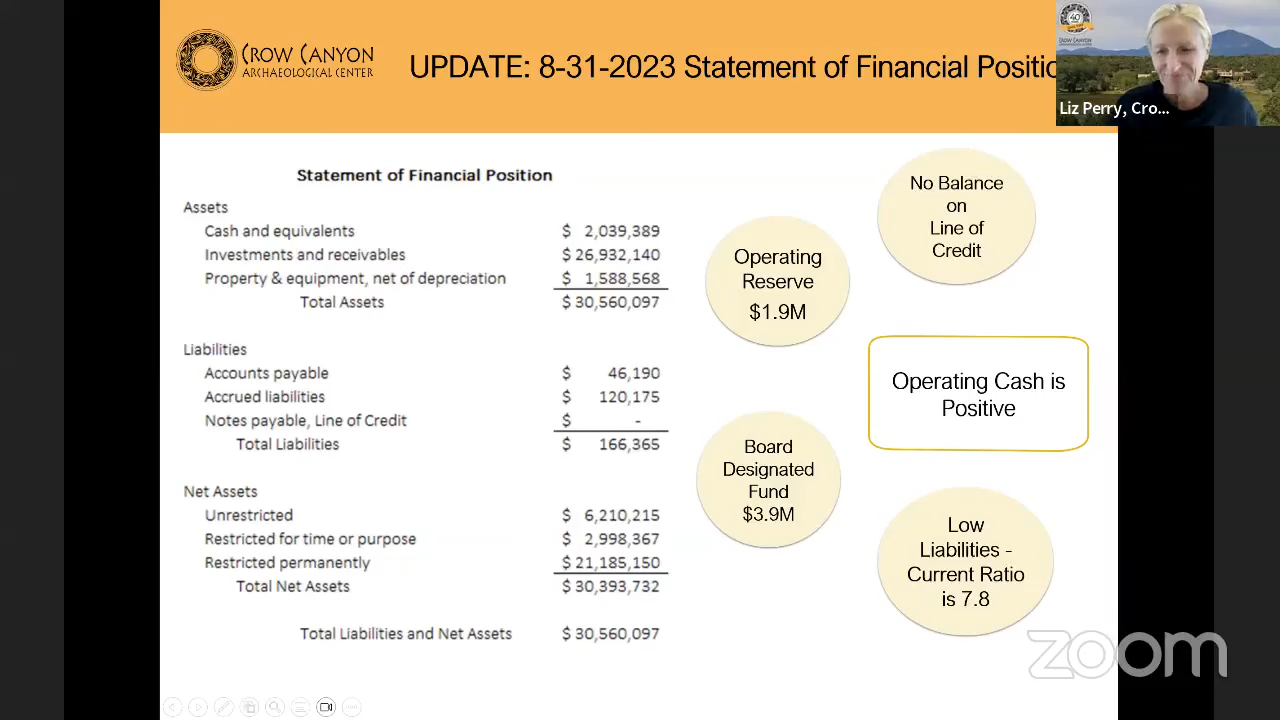 CROW CANYON
ARCHAEOLOGICAL CENTER
UPDATE: 8-31-2023 Statement of Financial Positio
40
Liz Perry, Cro...
Statement of Financial Position
Assets
Cash and equivalents $ 2,039,389
Investments and receivables $ 26,932,140
Property & equipment, net of depreciation $ 1,588,568
Total Assets $ 30,560,097
Liabilities
Accounts payable $ 46,190
Accrued liabilities $ 120,175
Notes payable, Line of Credit $ -
Total Liabilities $ 166,365
Net Assets
Unrestricted $ 6,210,215
Restricted for time or purpose $ 2,998,367
Restricted permanently $ 21,185,150
Total Net Assets $ 30,393,732
Total Liabilities and Net Assets $ 30,560,097
Operating
Reserve
$1.9M
No Balance
on
Line of
Credit
Operating Cash is
Positive
Board
Designated
Fund
$3.9M
Low
Liabilities -
Current Ratio
is 7.8
zoom